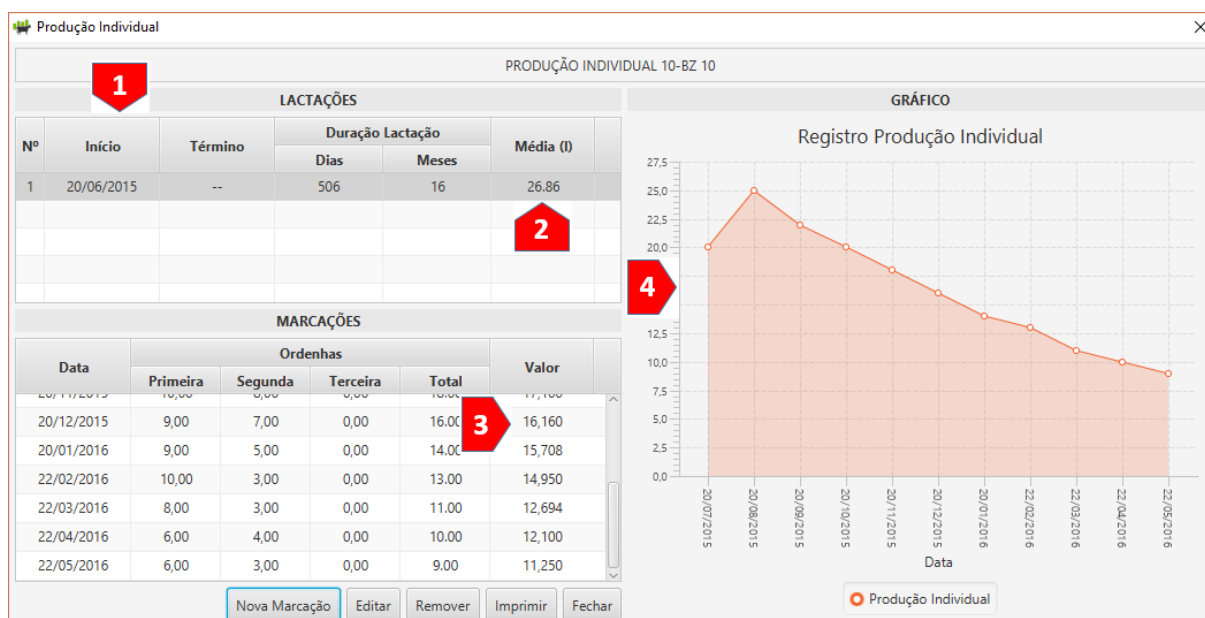 Produção Individual
PRODUÇÃO INDIVIDUAL 10-BZ 10
1
LACTAÇÕES
Nº Início Término Duração Lactação Média (l)
Dias Meses
1 20/06/2015 -- 506 16 26.86
2
MARCAÇÕES
Data Ordenhas Valor
Primeira Segunda Terceira Total
20/12/2015 9,00 7,00 0,00 16.00 16,160
3
20/01/2016 9,00 5,00 0,00 14.00 15,708
22/02/2016 10,00 3,00 0,00 13.00 14,950
22/03/2016 8,00 3,00 0,00 11.00 12,694
22/04/2016 6,00 4,00 0,00 10.00 12,100
22/05/2016 6,00 3,00 0,00 9.00 11,250
Nova Marcação Editar Remover Imprimir Fechar
GRÁFICO
Registro Produção Individual
27,5
25,0
22,5
20,0
4
12,5
10,0
7,5
5,0
2,5
0,0
20/07/2015 20/08/2015 20/09/2015 20/10/2015 20/11/2015 20/12/2015 20/01/2016 22/02/2016 22/03/2016 22/04/2016 22/05/2016
Data
Produção Individual